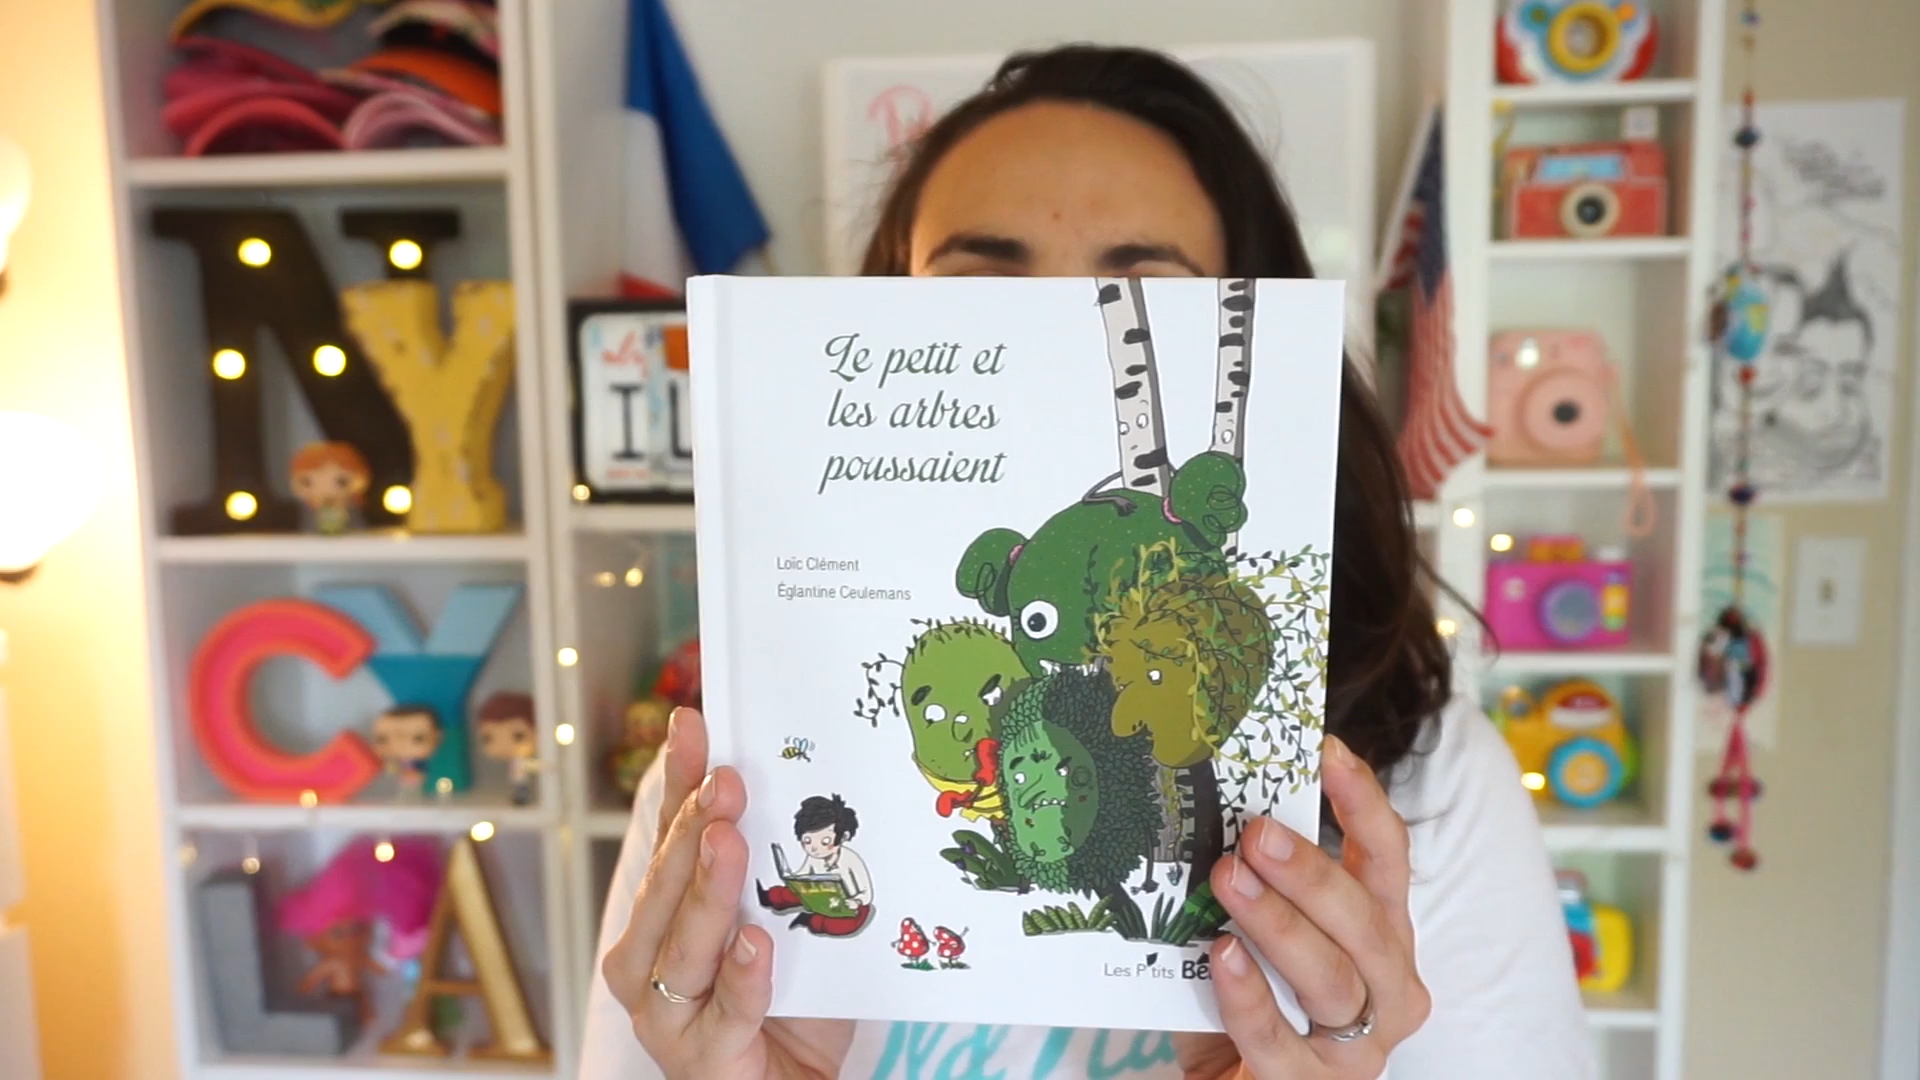 N
Y
C
Y
L
A
Le petit et
les arbres
poussaient
Loïc Clément
Églantine Ceulemans
Les P'tits